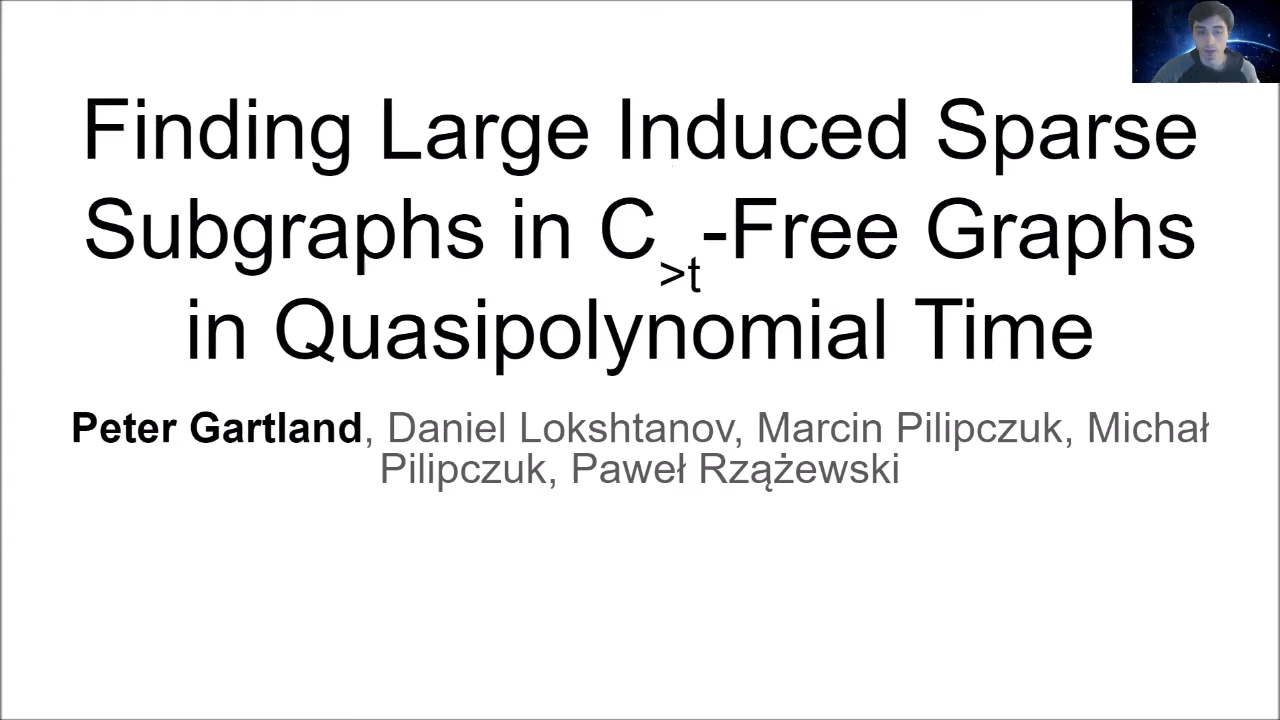 Finding Large Induced Sparse
Subgraphs in C>t-Free Graphs
in Quasipolynomial Time
Peter Gartland, Daniel Lokshtanov, Marcin Pilipczuk, Michał
Pilipczuk, Paweł Rzążewski